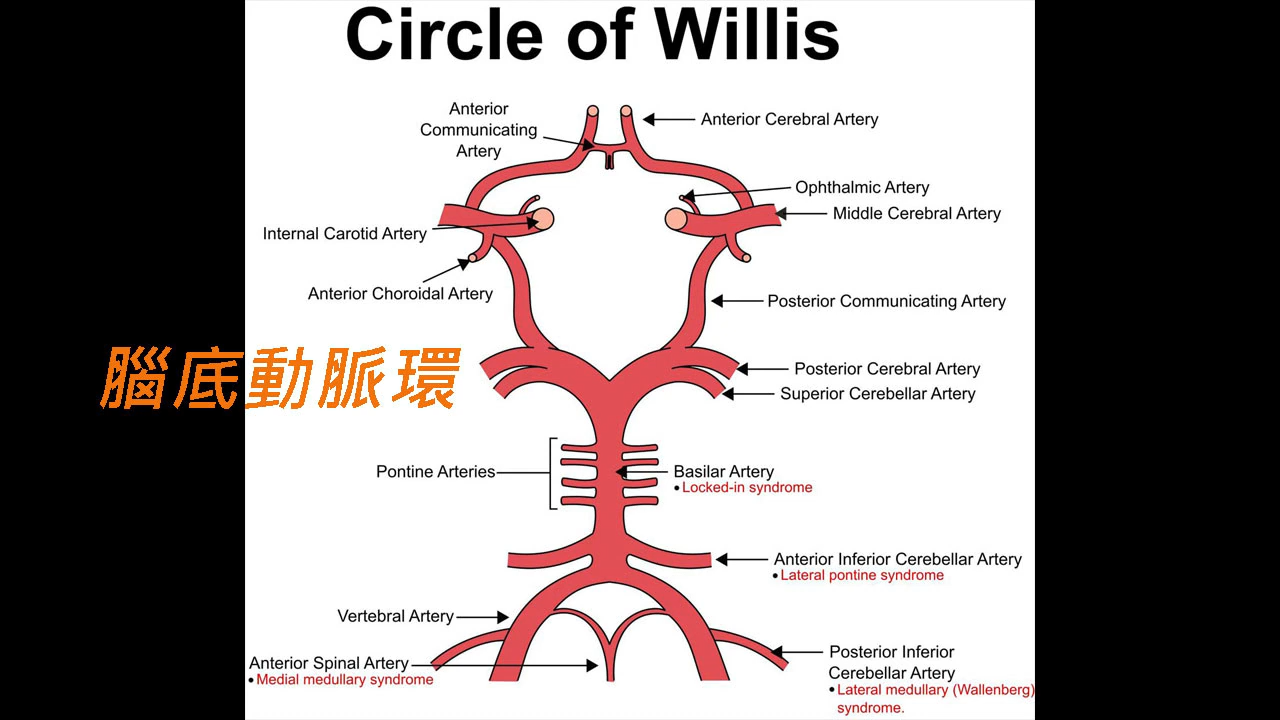 Circle of Willis
Anterior
Communicating
Artery
Anterior Cerebral Artery
Ophthalmic Artery
Middle Cerebral Artery
Internal Carotid Artery
Anterior Choroidal Artery
Posterior Communicating Artery
腦底動脈環
Posterior Cerebral Artery
Superior Cerebellar Artery
Pontine Arteries
Basilar Artery
• Locked-in syndrome
Anterior Inferior Cerebellar Artery
• Lateral pontine syndrome
Vertebral Artery
Anterior Spinal Artery
• Medial medullary syndrome
Posterior Inferior
Cerebellar Artery
• Lateral medullary (Wallenberg)
syndrome.